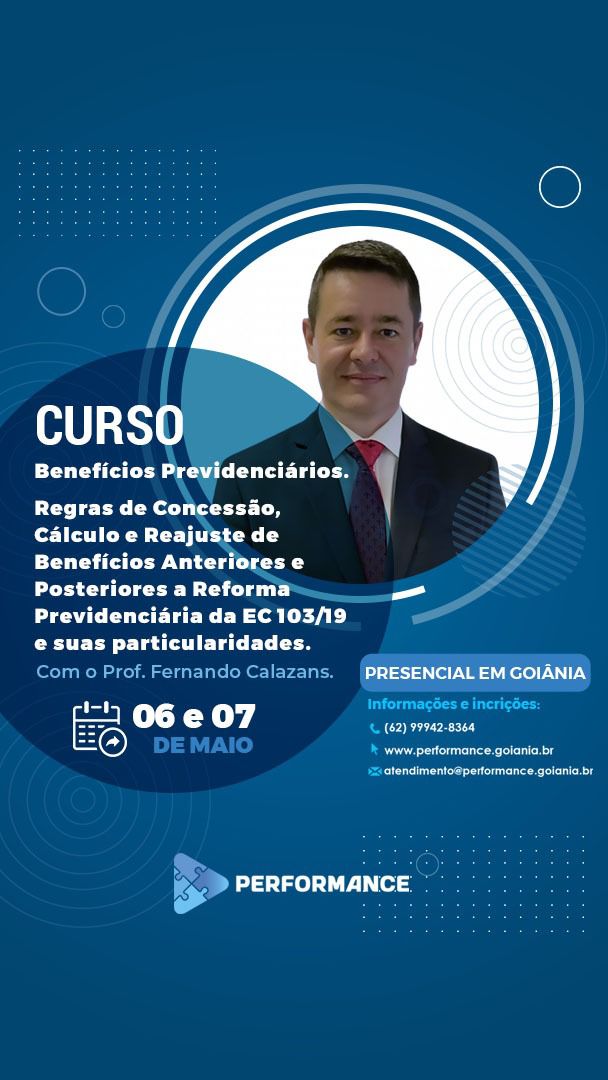 CURSO
Benefícios Previdenciários.
Regras de Concessão,
Cálculo e Reajuste de
Benefícios Anteriores e
Posteriores a Reforma
Previdenciária da EC 103/19
e suas particularidades.
Com o Prof. Fernando Calazans.
06 e 07
DE MAIO
PRESENCIAL EM GOIÂNIA
Informações e incrições:
(62) 99942-8364
www.performance.goiania.br
atendimento@performance.goiania.br
PERFORMANCE